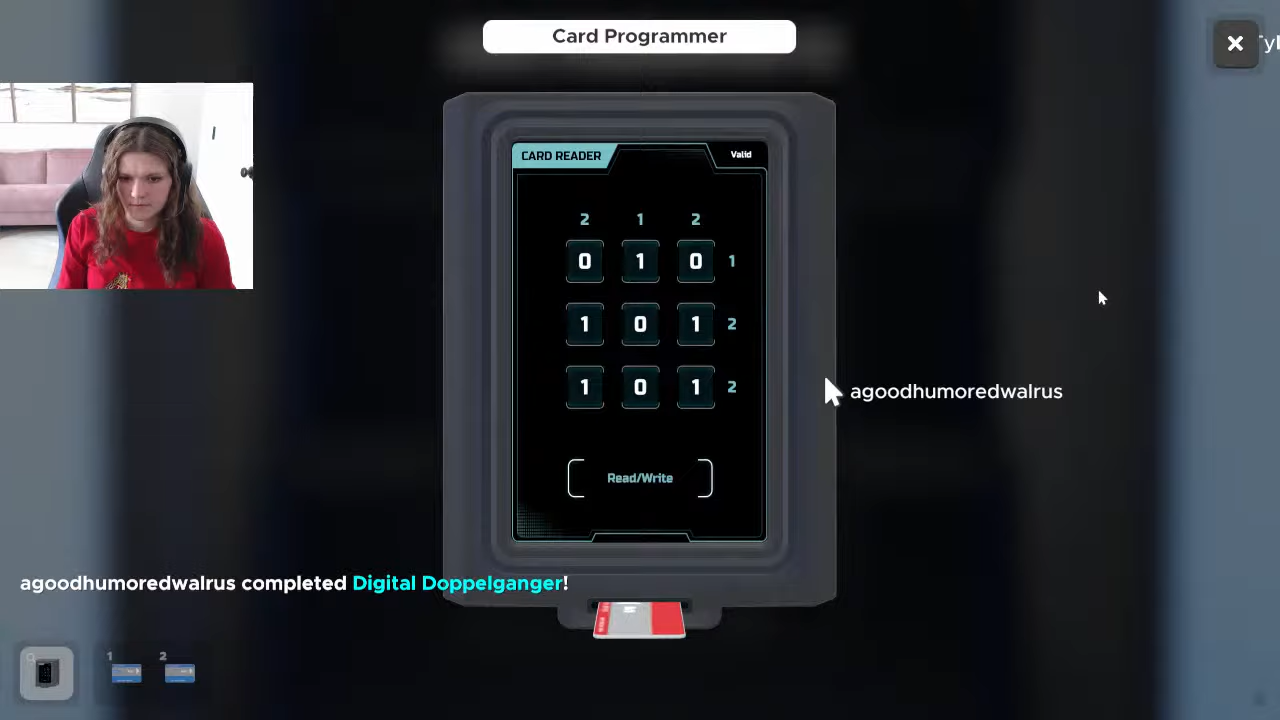 Card Programmer
CARD READER
Valid
2 1 2
0 1 0 1
1 0 1 2
1 0 1 2
Read/Write
agoodhumoredwalrus
agoodhumoredwalrus completed Digital Doppelganger!
1 2